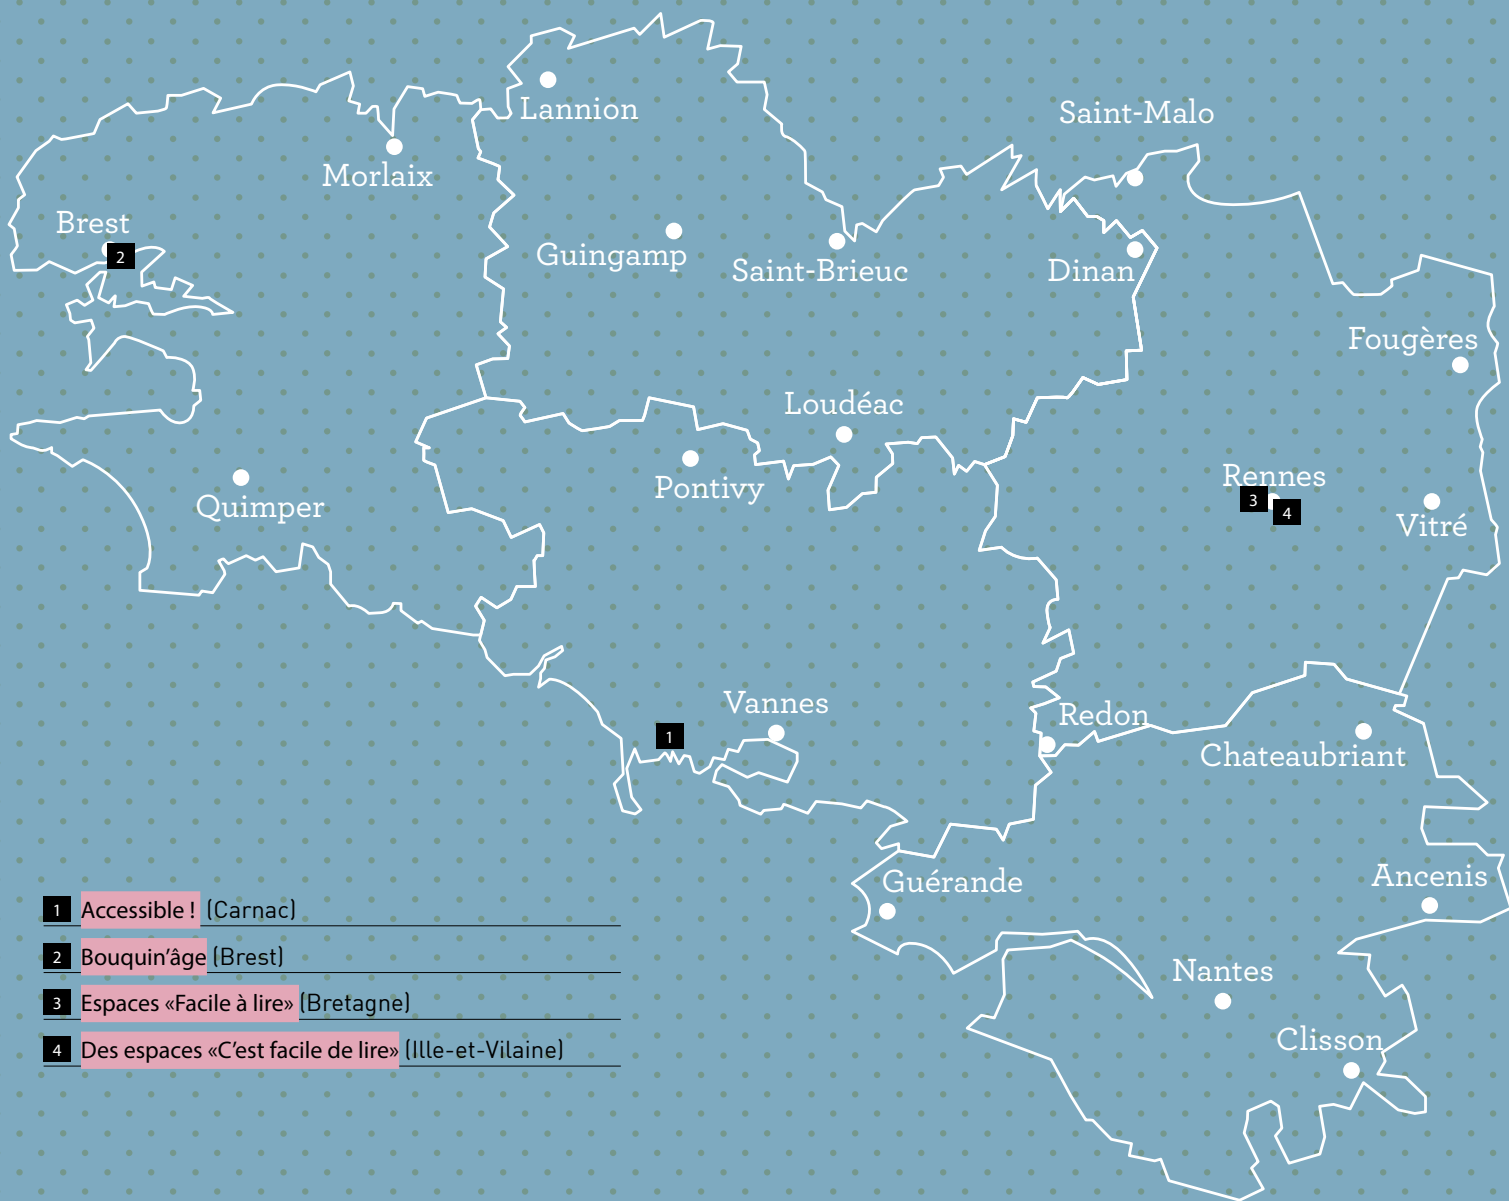 Lannion
Saint-Malo
Morlaix
Brest
2
Guingamp
Saint-Brieuc
Dinan
Fougères
Loudéac
Pontivy
Rennes
3
4
Quimper
Vitré
Vannes
1
Redon
Chateaubriant
Guérande
Ancenis
1 Accessible ! (Carnac)
2 Bouquin’âge (Brest)
3 Espaces «Facile à lire» (Bretagne)
4 Des espaces «C’est facile de lire» (Ille-et-Vilaine)
Nantes
Clisson